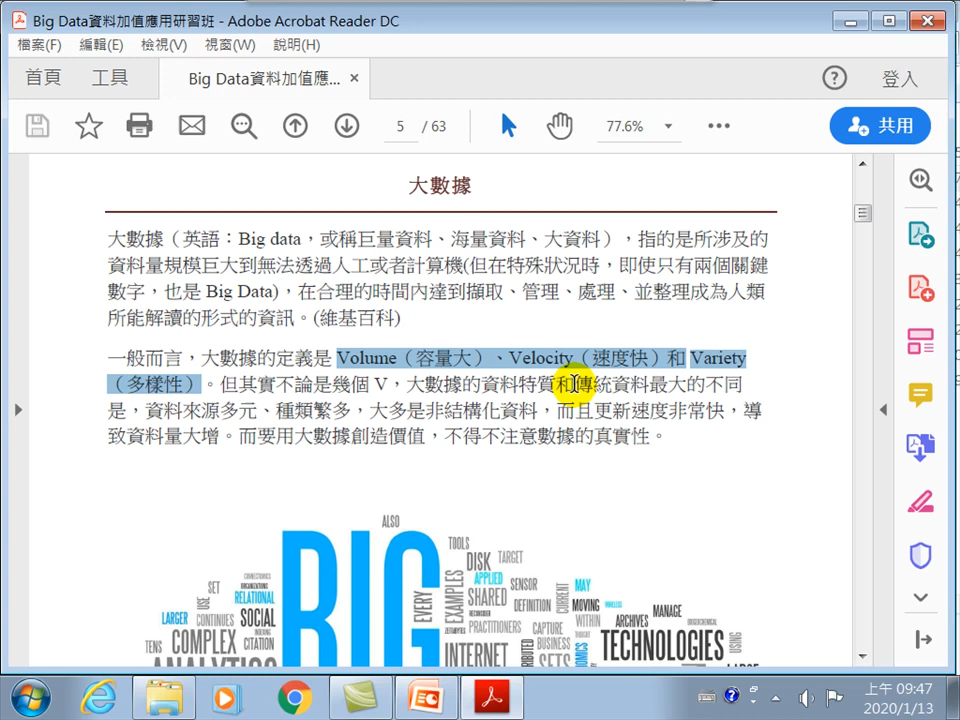 Big Data資料加值應用研習班 - Adobe Acrobat Reader DC
檔案(F) 編輯(E) 檢視(V) 視窗(W) 說明(H)
首頁 工具 Big Data資料加值應... × 登入
5 / 63 77.6% 共用
大數據
大數據（英語：Big data，或稱巨量資料、海量資料、大資料），指的是所涉及的
資料量規模巨大到無法透過人工或者計算機(但在特殊狀況時，即使只有兩個關鍵
數字，也是 Big Data)，在合理的時間內達到擷取、管理、處理、並整理成為人類
所能解讀的形式的資訊。(維基百科)
一般而言，大數據的定義是 Volume（容量大）、Velocity（速度快）和 Variety
（多樣性）。但其實不論是幾個 V，大數據的資料特質和傳統資料最大的不同
是，資料來源多元、種類繁多，大多是非結構化資料，而且更新速度非常快，導
致資料量大增。而要用大數據創造價值，不得不注意數據的真實性。
ALSO
BIG
TOOLS
DISK TARGET
APPLIED SENSOR
SHARED DEFINITION
EVERY
EXAMPLES
CURRENT
MAY
MOVING WIRELESS
WITHIN
ARCHIVES MANAGE
CONNECTIONS
ORGANIZATIONS
RELATIONAL
SET
USE
LARGER CONTINUES SOCIAL
INDEXING
CITATION
TENS COMPLEX
ANALYTICS
RECONSIDER
PRACTITIONERS
ZETTABYTES
INTERNET
CAPTURE
BUSINESS
SETS
THOUGHT
BIOGEOCHEMICAL
TECHNOLOGIES
USING
LARGE
上午 09:47
2020/1/13